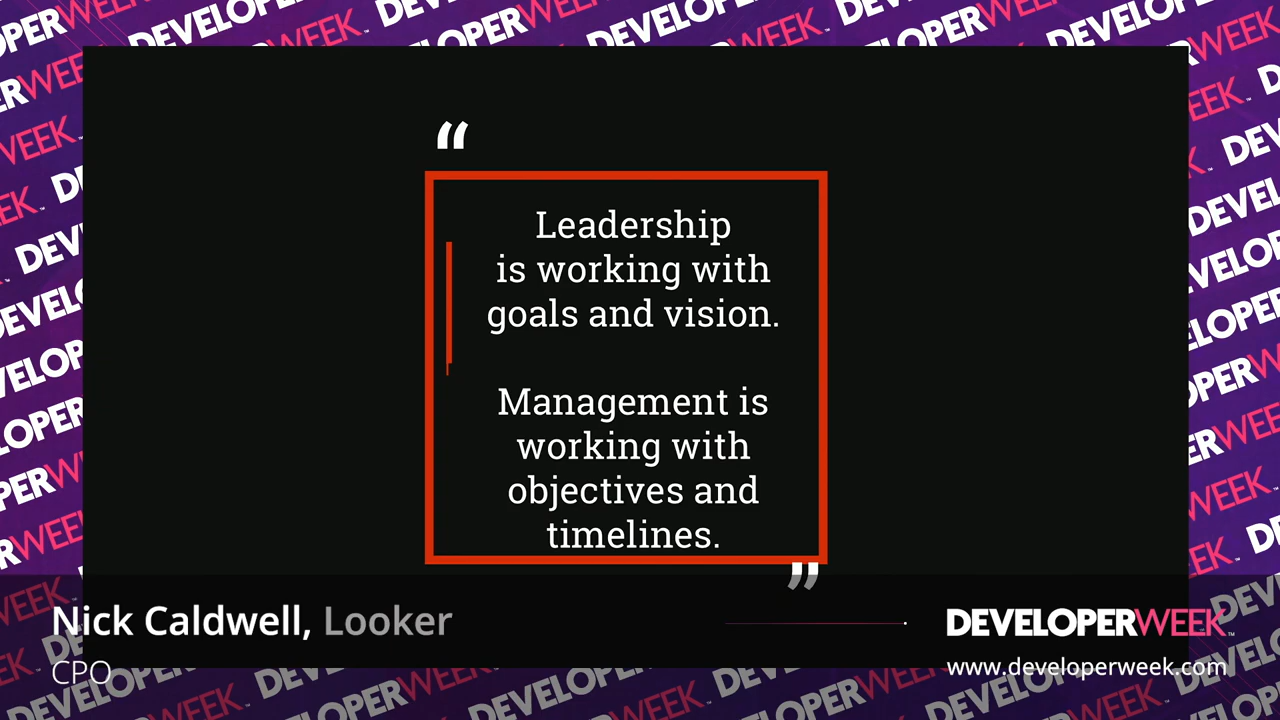 “
Leadership
is working with
goals and vision.
Management is
working with
objectives and
timelines.
”
Nick Caldwell, Looker
CPO
DEVELOPERWEEK™
www.developerweek.com